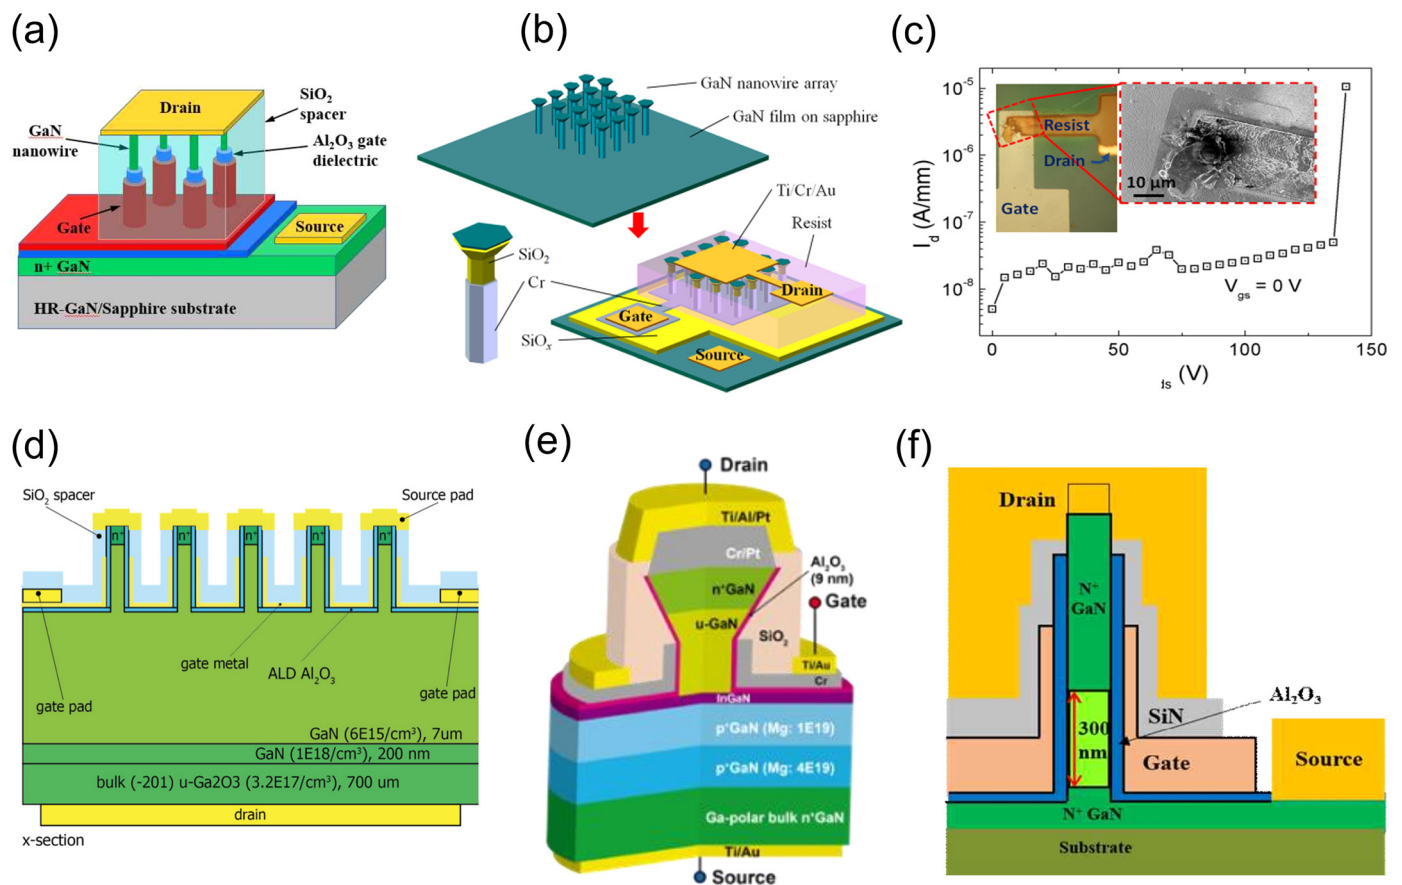 (a)
Drain
SiO₂
spacer
GaN
nanowire
Al₂O₃ gate
dielectric
Gate
Source
n+ GaN
HR-GaN/Sapphire substrate
(b)
GaN nanowire array
GaN film on sapphire
Ti/Cr/Au
Resist
SiO₂
Cr
Drain
Gate
SiOₓ
Source
(c)
10⁻⁵
10⁻⁶
10⁻⁷
10⁻⁸
I_d (A/mm)
Resist
Drain
Gate
10 μm
V_gs = 0 V
0
50
100
150
ds (V)
(d)
SiO₂ spacer
Source pad
n⁺
n⁺
n⁺
n⁺
n⁺
gate metal
ALD Al₂O₃
gate pad
gate pad
GaN (6E15/cm³), 7um
GaN (1E18/cm³), 200 nm
bulk (-201) u-Ga2O3 (3.2E17/cm³), 700 um
drain
x-section
(e)
Drain
Ti/Al/Pt
Cr/Pt
Al₂O₃
(9 nm)
n⁺GaN
Gate
u-GaN
SiO₂
Ti/Au
Cr
InGaN
p⁺GaN (Mg: 1E19)
p⁺GaN (Mg: 4E19)
Ga-polar bulk n⁺GaN
Ti/Au
Source
(f)
Drain
N⁺
GaN
Al₂O₃
SiN
300
nm
Gate
Source
N⁺ GaN
Substrate